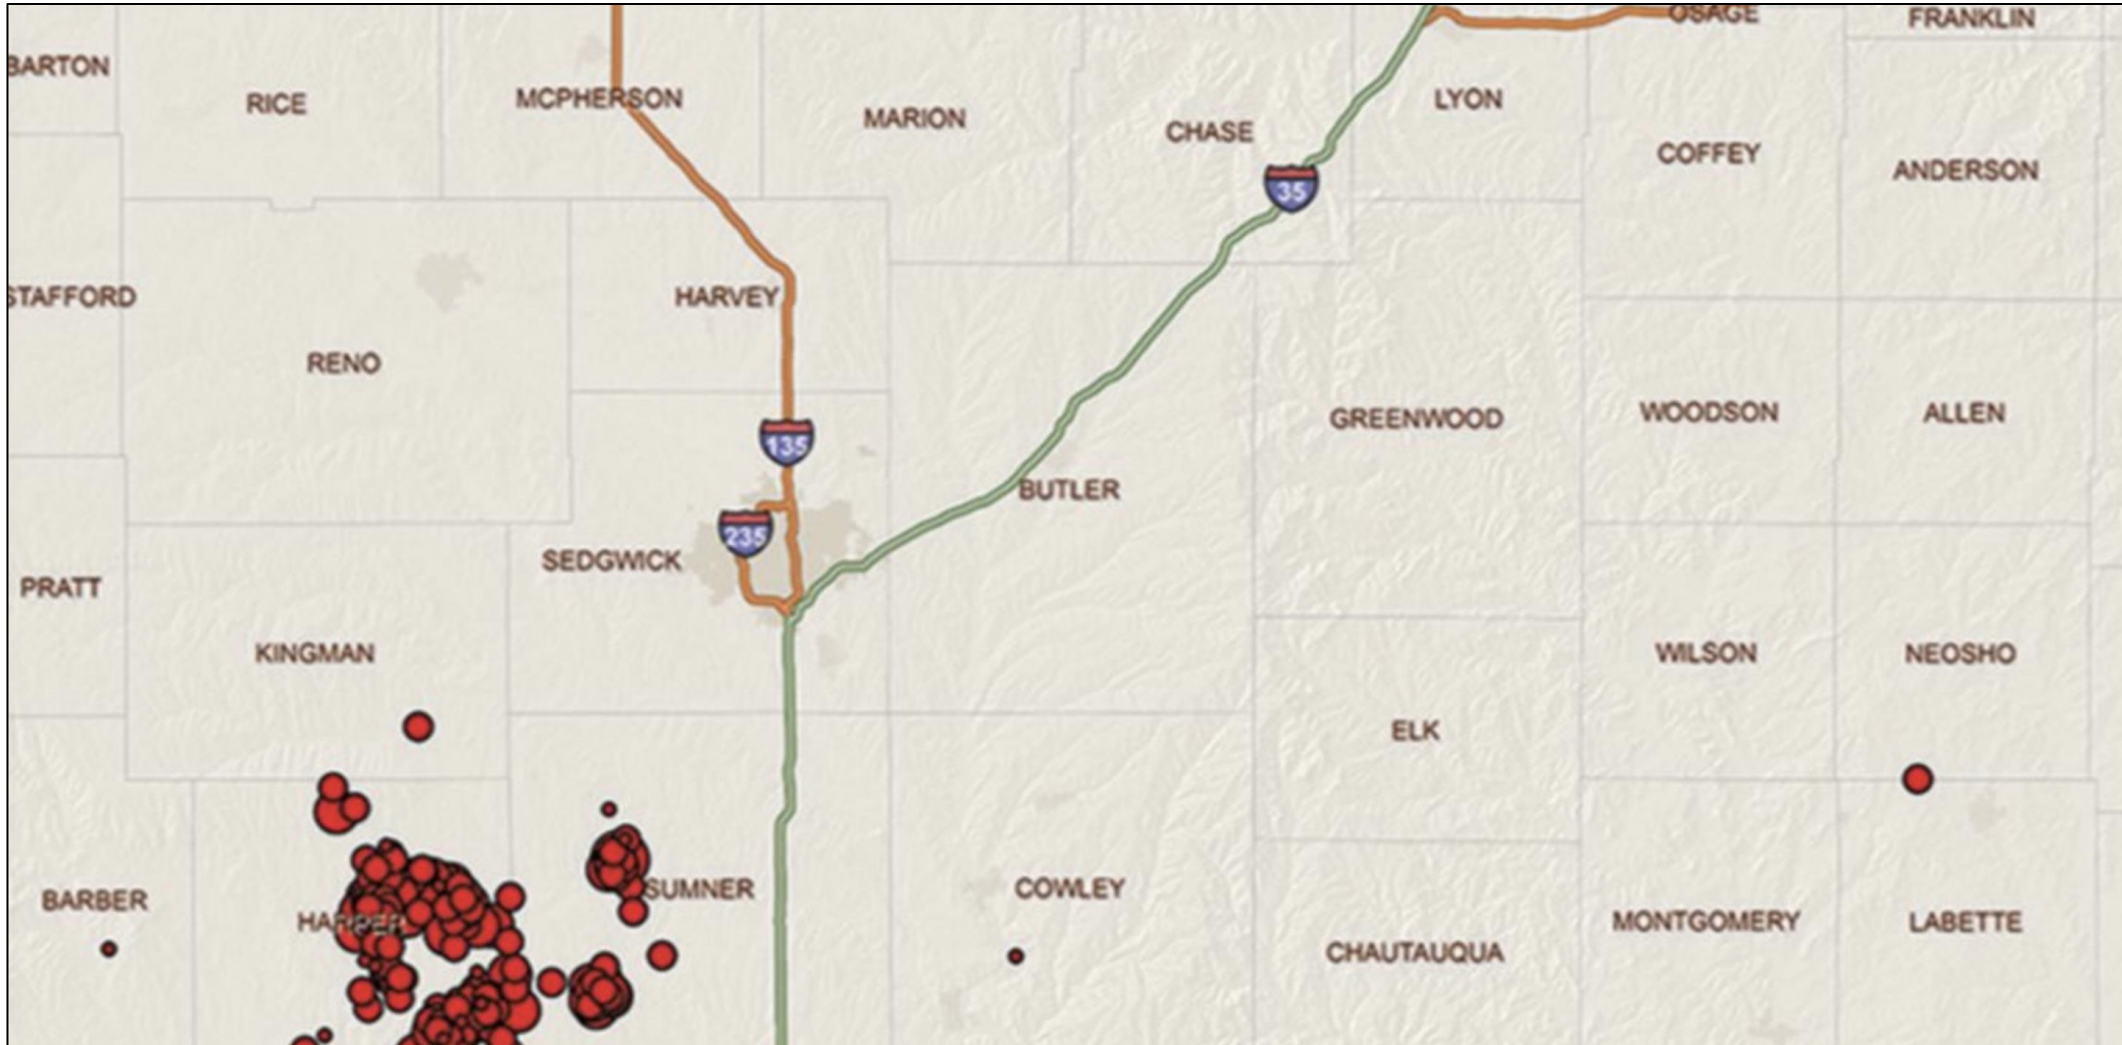 OSAGE
FRANKLIN
BARTON
RICE
MCPHERSON
MARION
CHASE
LYON
COFFEY
ANDERSON
35
STAFFORD
HARVEY
RENO
GREENWOOD
WOODSON
ALLEN
135
BUTLER
235
SEDGWICK
PRATT
KINGMAN
WILSON
NEOSHO
ELK
BARBER
HARPER
SUMNER
COWLEY
MONTGOMERY
LABETTE
CHAUTAUQUA